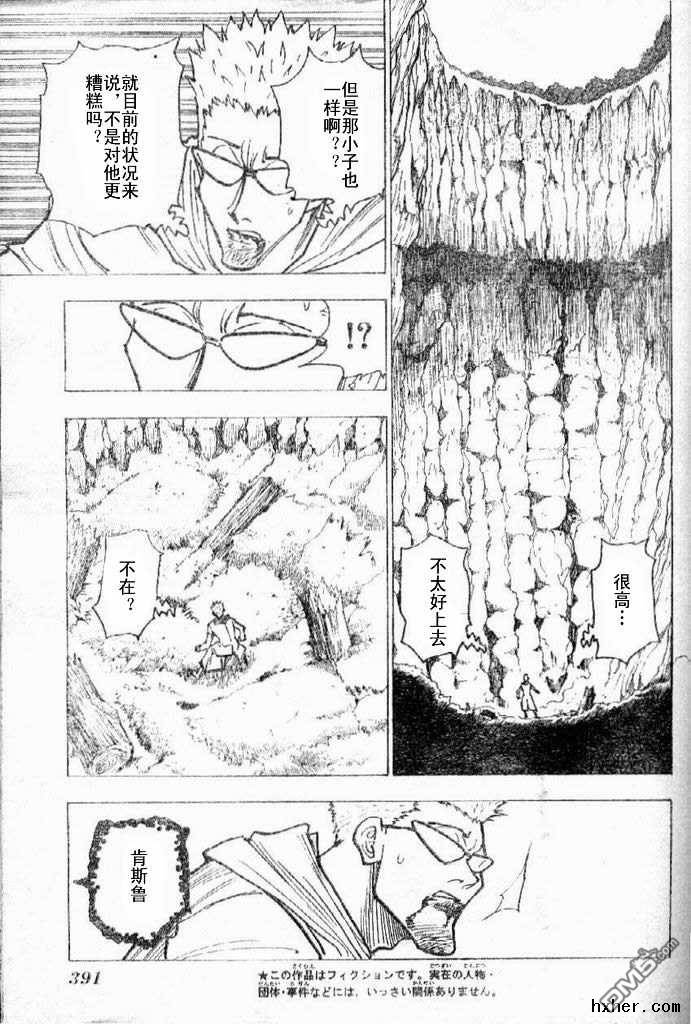 很高…
不太好上去
但是那小子也
一样啊??
就目前的状况来
说，不是对他更
糟糕吗?
!?
不在?
肯斯鲁
391
★この作品はフィクションです。実在の人物・
団体・事件などには、いっさい関係ありません。
DM5.com
hxher.com